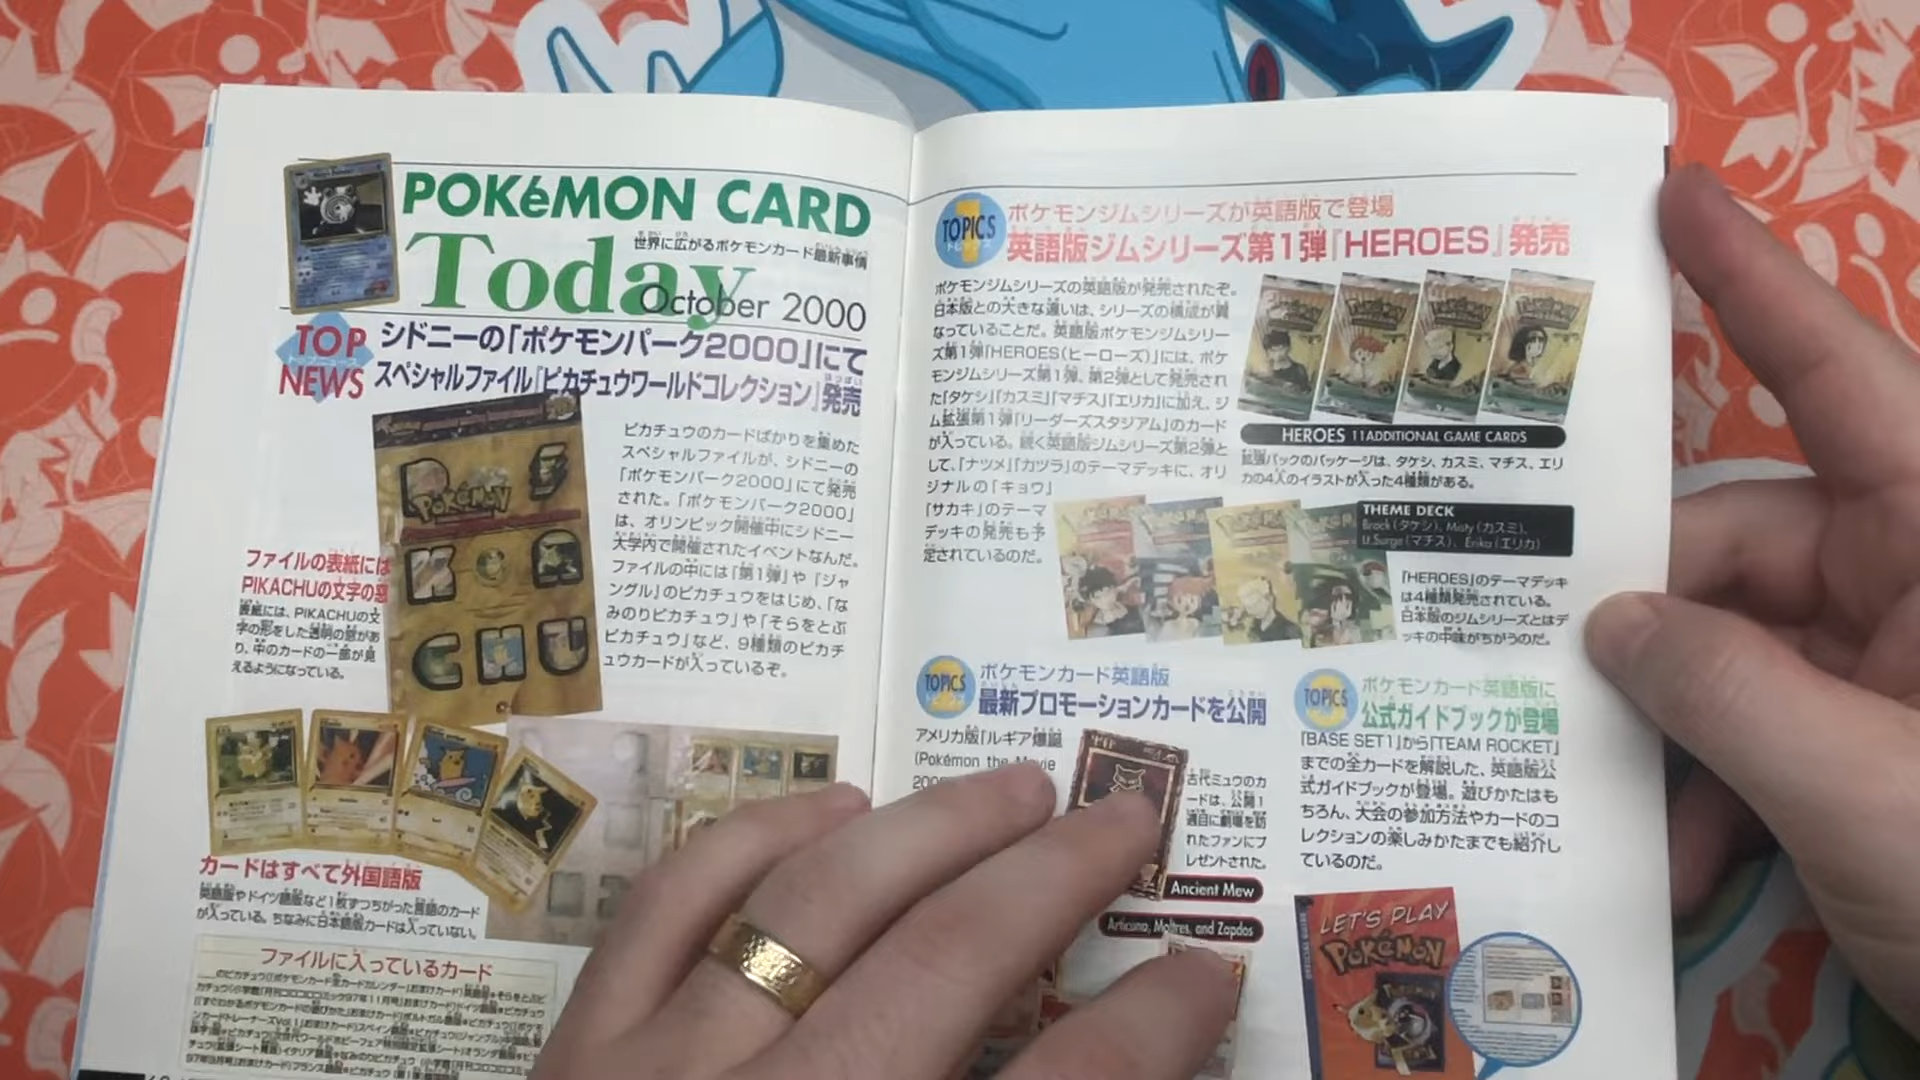 POKéMON CARD
Today
世界に広がるポケモンカード最新事情
October 2000
TOP
NEWS
シドニーの「ポケモンパーク2000」にて
スペシャルファイル『ピカチュウワールドコレクション』発売
ピカチュウのカードばかりを集めた
スペシャルファイルが、シドニーの
「ポケモンパーク2000」にて発売
された。「ポケモンパーク2000」
は、オリンピック開催中にシドニー
大学内で開催されたイベントなんだ。
ファイルの中には「第1弾」や「ジャ
ングル」のピカチュウをはじめ、「な
みのりピカチュウ」や「そらをとぶ
ピカチュウ」など、9種類のピカチ
ュウカードが入っているぞ。
ファイルの表紙には
PIKACHUの文字の窓
表紙には、PIKACHUの文
字の形をした透明の窓があ
り、中のカードの一部が見
えるようになっている。
カードはすべて外国語版
英語版やドイツ語版など1枚ずつちがった言語のカード
が入っている。ちなみに日本語版カードは入っていない。
ファイルに入っているカード
TOPICS
ポケモンジムシリーズが英語版で登場
英語版ジムシリーズ第1弾『HEROES』発売
ポケモンジムシリーズの英語版が発売されたぞ。
日本版との大きな違いは、シリーズの構成が異
なっていることだ。英語版ポケモンジムシリー
ズ第1弾「HEROES(ヒーローズ)」には、ポケ
モンジムシリーズ第1弾、第2弾として発売され
た「タケシ」「カスミ」「マチス」「エリカ」に加え、ジ
ム拡張第1弾「リーダーズスタジアム」のカード
が入っている。続く英語版ジムシリーズ第2弾と
して、「ナツメ」「カツラ」のテーマデッキに、オリ
ジナルの「キョウ」
「サカキ」のテーマ
デッキの発売も予
定されているのだ。
HEROES 11ADDITIONAL GAME CARDS
拡張パックのパッケージは、タケシ、カスミ、マチス、エリ
カの4人のイラストが入った4種類がある。
THEME DECK
Brock(タケシ)、Misty(カスミ)、
Lt.Surge(マチス)、Erika(エリカ)
「HEROES」のテーマデッキ
は4種類発売されている。
日本版のジムシリーズとはデ
ッキの中味がちがうのだ。
TOPICS
ポケモンカード英語版
最新プロモーションカードを公開
アメリカ版「ルギア爆誕
(Pokémon the Movie
古代ミュウのカ
ードは、公開1
週目に劇場を訪
れたファンにプ
レゼントされた。
Ancient Mew
Articuno, Moltres, and Zapdos
TOPICS
ポケモンカード英語版に
公式ガイドブックが登場
「BASE SET1」から「TEAM ROCKET」
までの全カードを解説した、英語版公
式ガイドブックが登場。遊びかたはも
ちろん、大会の参加方法やカードのコ
レクションの楽しみかたまでも紹介し
ているのだ。
LET'S PLAY
POKéMON